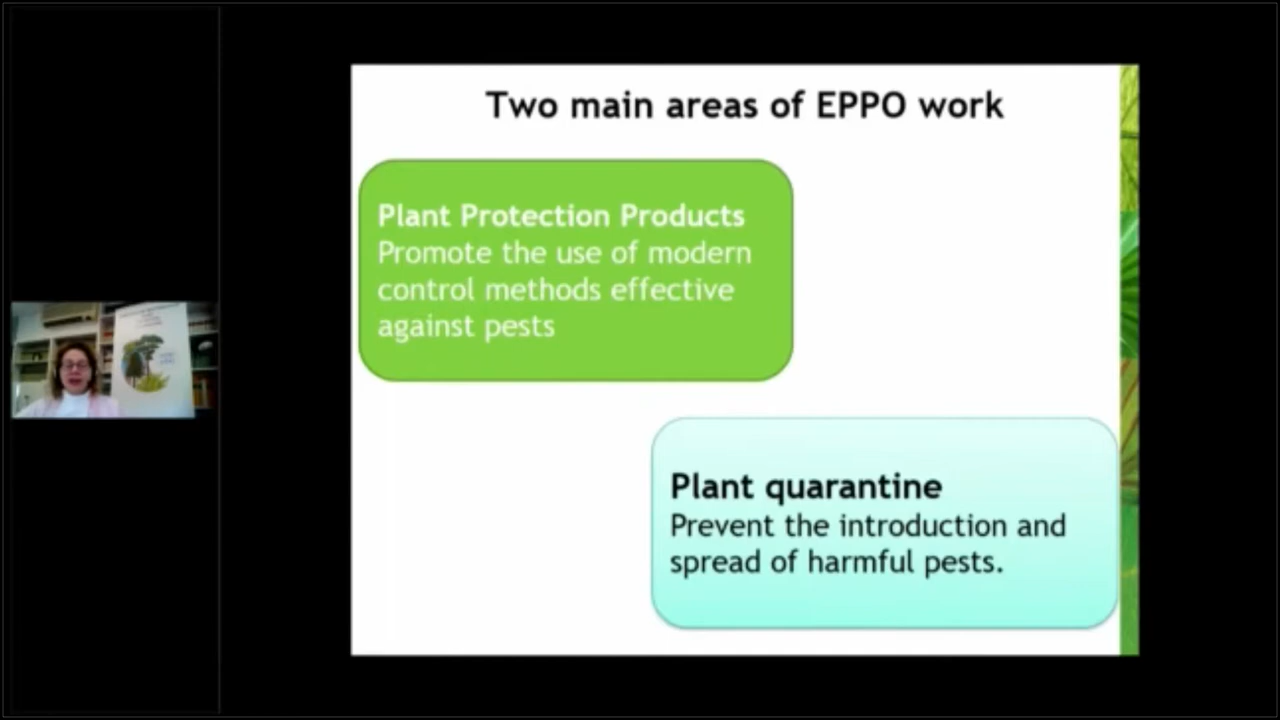 Two main areas of EPPO work
Plant Protection Products
Promote the use of modern
control methods effective
against pests
Plant quarantine
Prevent the introduction and
spread of harmful pests.